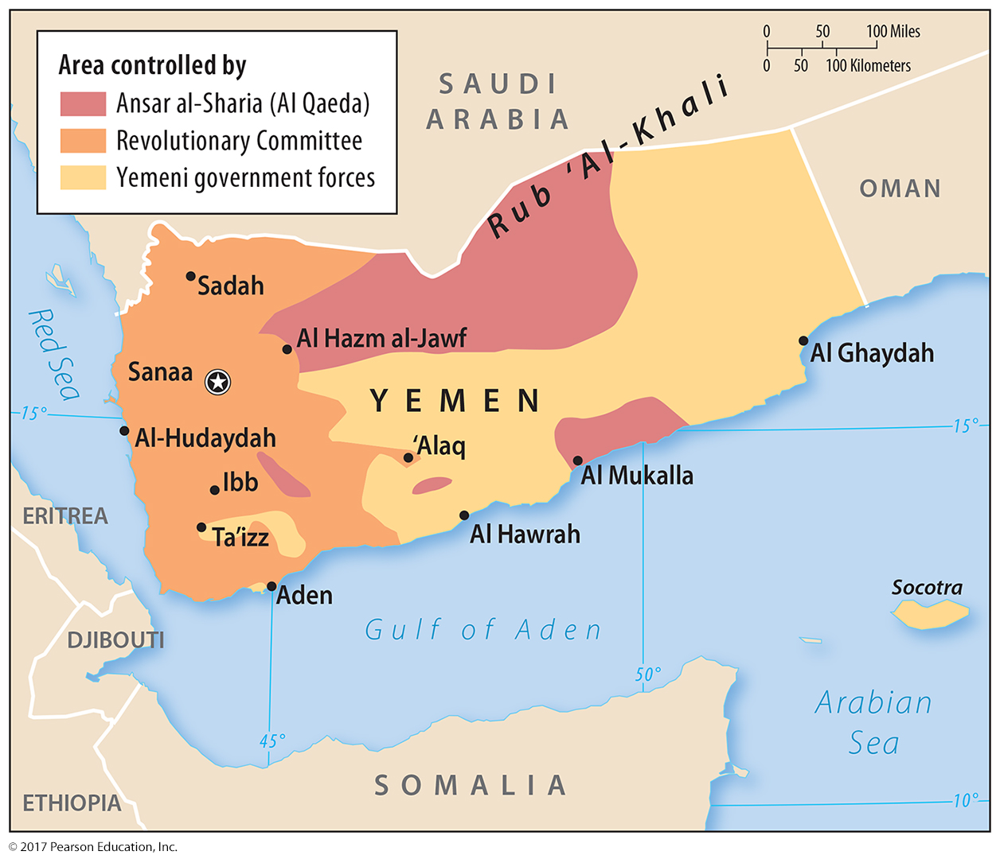 Area controlled by
Ansar al-Sharia (Al Qaeda)
Revolutionary Committee
Yemeni government forces
0 50 100 Miles
0 50 100 Kilometers
SAUDI
ARABIA
Rub ‘Al-Khali
OMAN
Sadah
Red Sea
Al Hazm al-Jawf
Al Ghaydah
Sanaa
YEMEN
15°
15°
Al-Hudaydah
‘Alaq
Al Mukalla
Ibb
ERITREA
Ta’izz
Al Hawrah
Aden
Socotra
Gulf of Aden
DJIBOUTI
50°
Arabian
Sea
45°
SOMALIA
ETHIOPIA
10°
© 2017 Pearson Education, Inc.